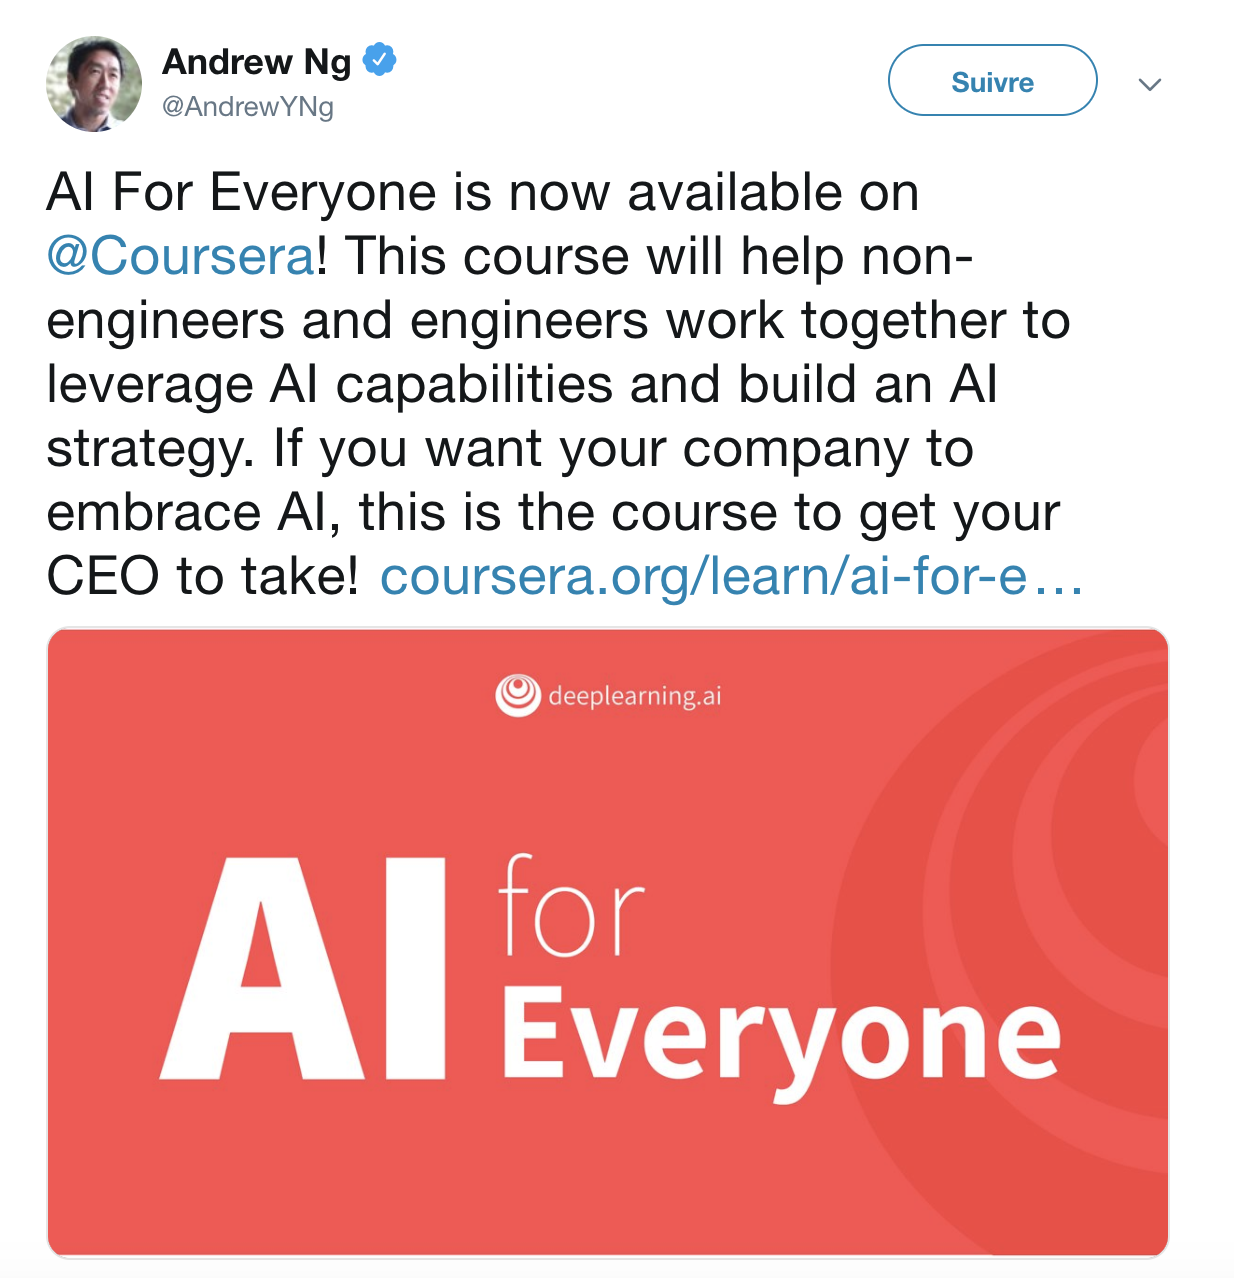 Andrew Ng
@AndrewYNg
Suivre
AI For Everyone is now available on
@Coursera! This course will help non-
engineers and engineers work together to
leverage AI capabilities and build an AI
strategy. If you want your company to
embrace AI, this is the course to get your
CEO to take! coursera.org/learn/ai-for-e…
deeplearning.ai
AI for
Everyone